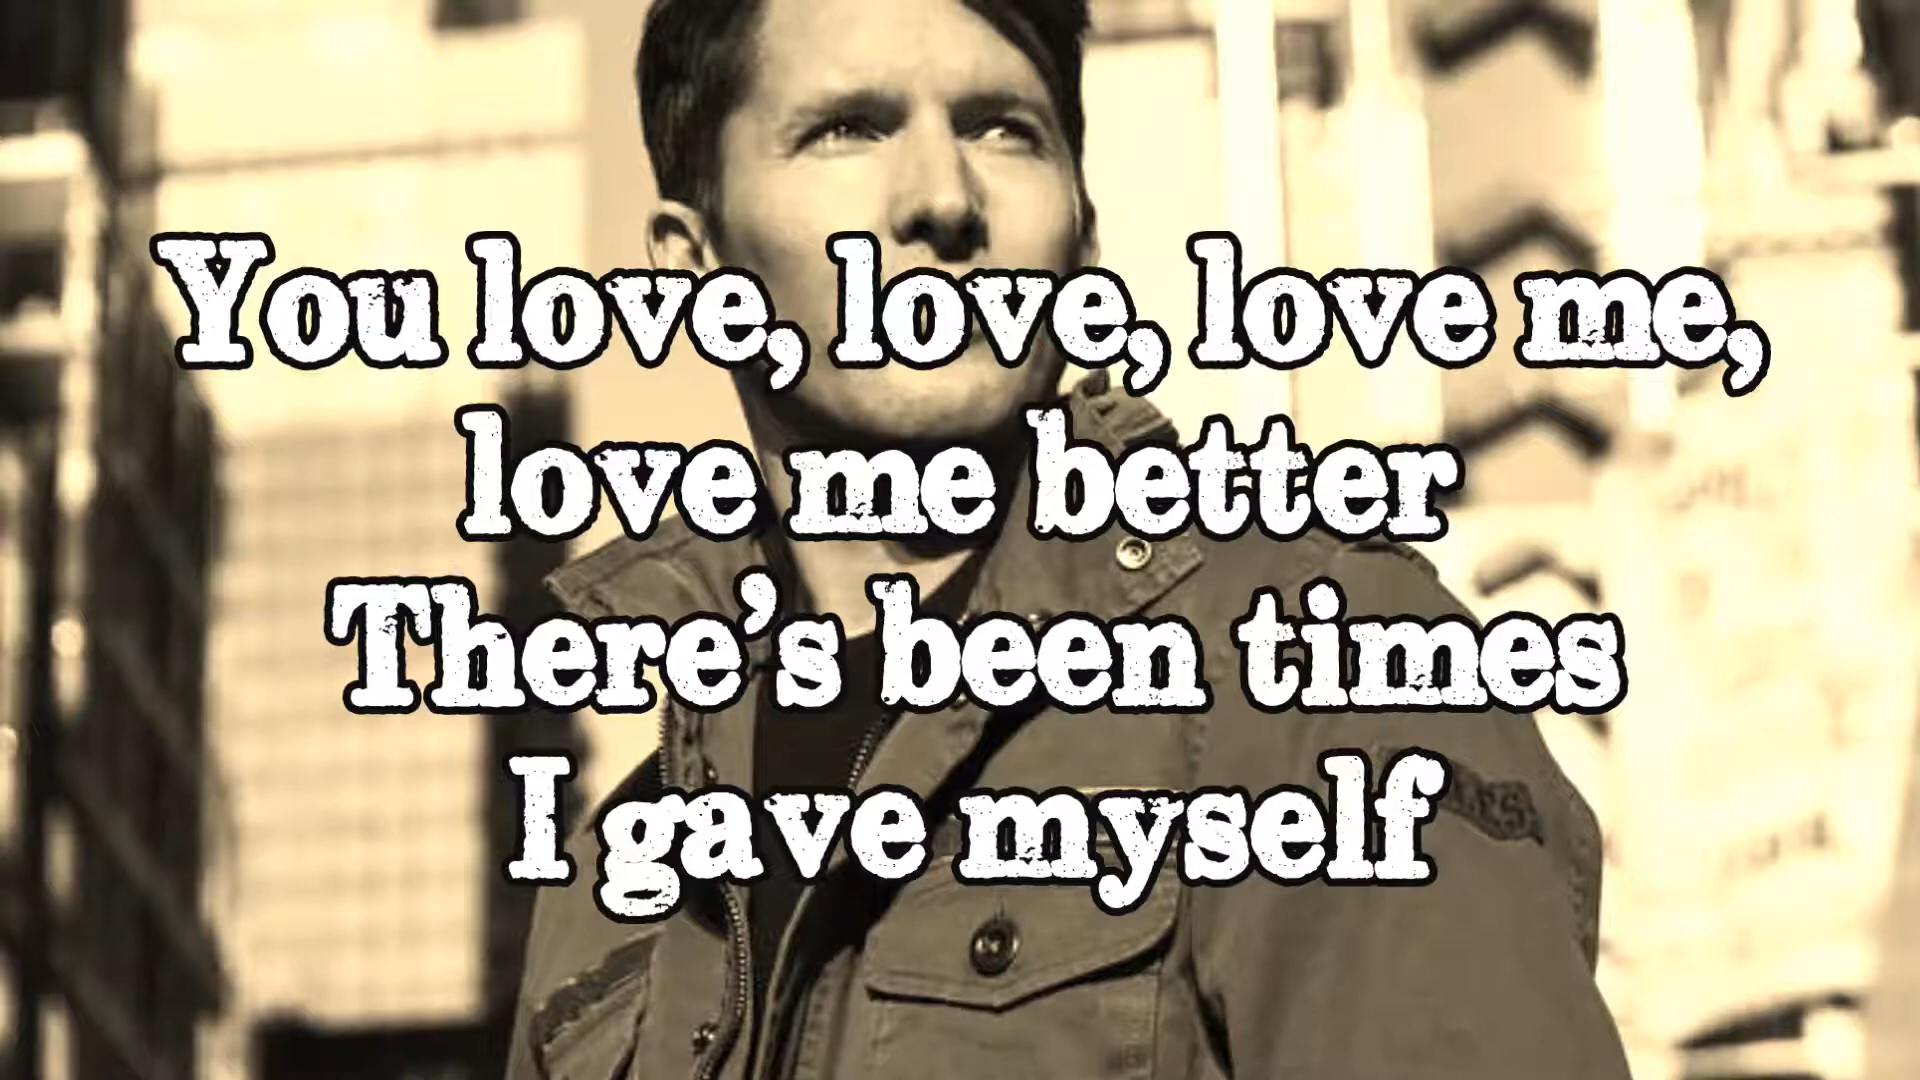 You love, love, love me,
love me better
There's been times
I gave myself